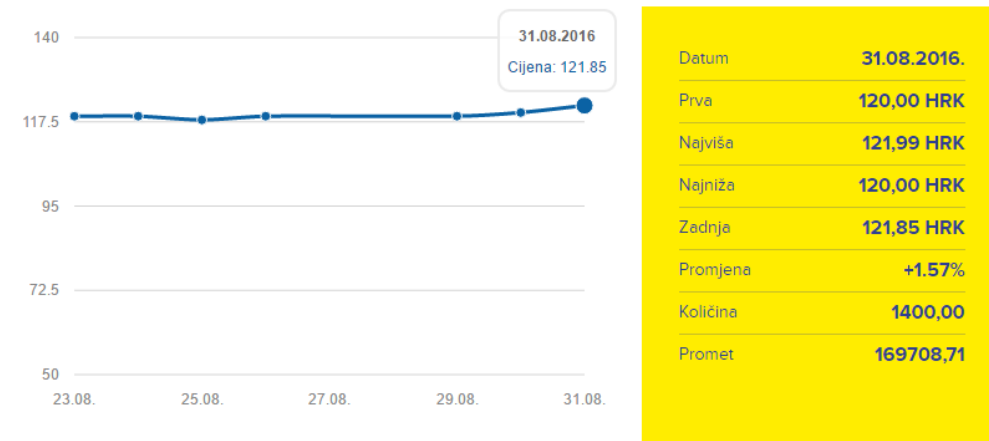 140
117.5
95
72.5
50
23.08. 25.08. 27.08. 29.08. 31.08.
31.08.2016
Cijena: 121.85
Datum 31.08.2016.
Prva 120,00 HRK
Najviša 121,99 HRK
Najniža 120,00 HRK
Zadnja 121,85 HRK
Promjena +1.57%
Količina 1400,00
Promet 169708,71